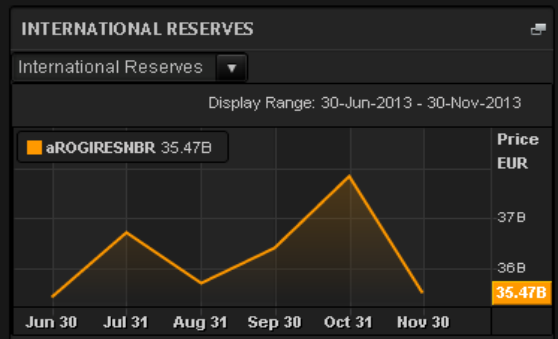 INTERNATIONAL RESERVES
International Reserves
Display Range: 30-Jun-2013 - 30-Nov-2013
aROGIRESNBR 35.47B
Price
EUR
37B
36B
35.47B
Jun 30 Jul 31 Aug 31 Sep 30 Oct 31 Nov 30